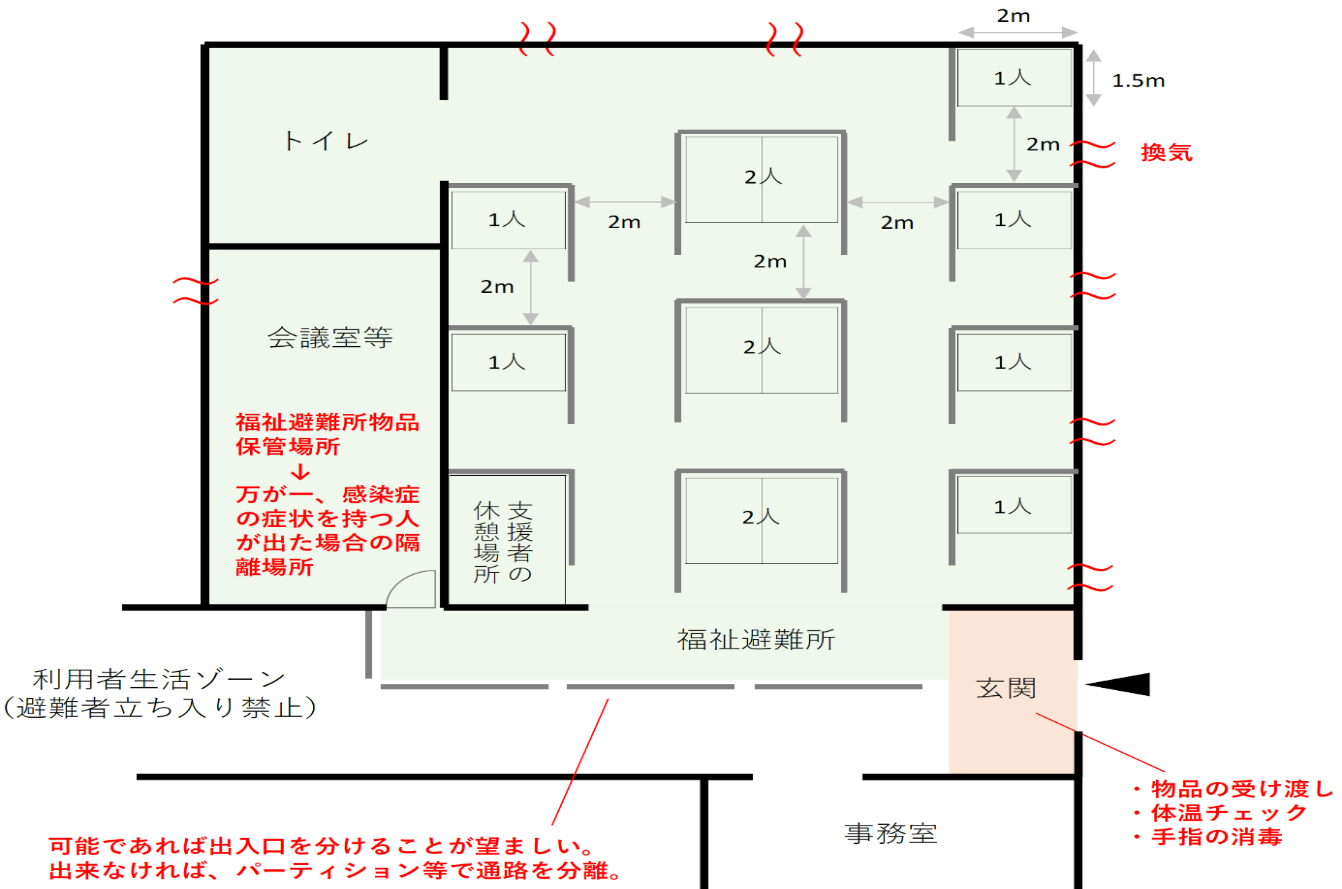 2m
1人
1.5m
トイレ
2人
2m
換気
1人
2m
2m
1人
2m
2m
会議室等
2人
1人
1人
福祉避難所物品
保管場所
↓
万が一、感染症
の症状を持つ人
が出た場合の隔
離場所
支援者の
休憩場所
2人
1人
福祉避難所
利用者生活ゾーン
(避難者立ち入り禁止)
玄関
・物品の受け渡し
・体温チェック
・手指の消毒
可能であれば出入口を分けることが望ましい。
出来なければ、パーティション等で通路を分離。
事務室